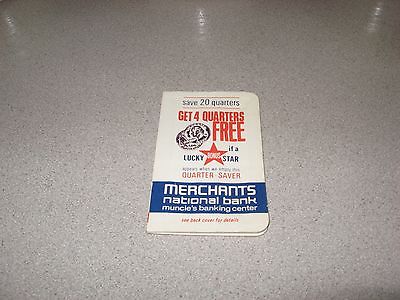 save 20 quarters
GET 4 QUARTERS
FREE
if a
LUCKY
STAR
appears when we empty this
QUARTER-SAVER
MERCHANTS
national bank
muncie's banking center
see back cover for details